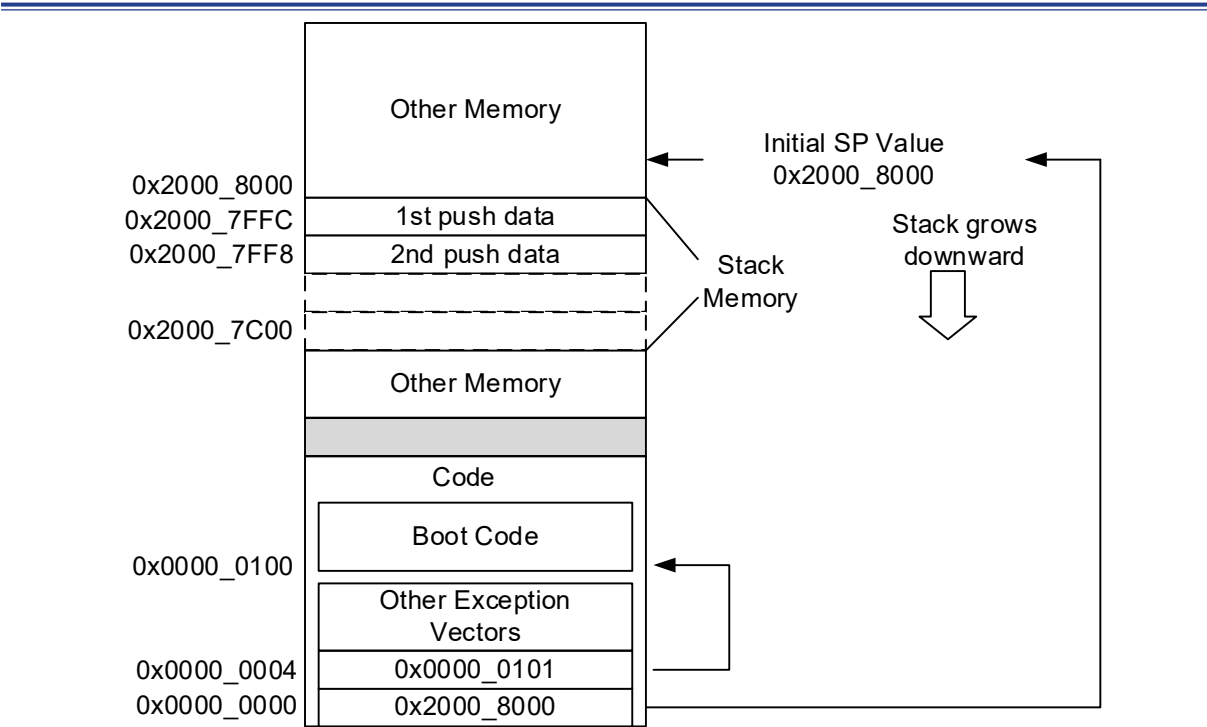 Other Memory
Initial SP Value
0x2000_8000
0x2000_8000
0x2000_7FFC
1st push data
Stack grows
downward
0x2000_7FF8
2nd push data
Stack
Memory
0x2000_7C00
Other Memory
Code
Boot Code
0x0000_0100
Other Exception
Vectors
0x0000_0004
0x0000_0101
0x0000_0000
0x2000_8000